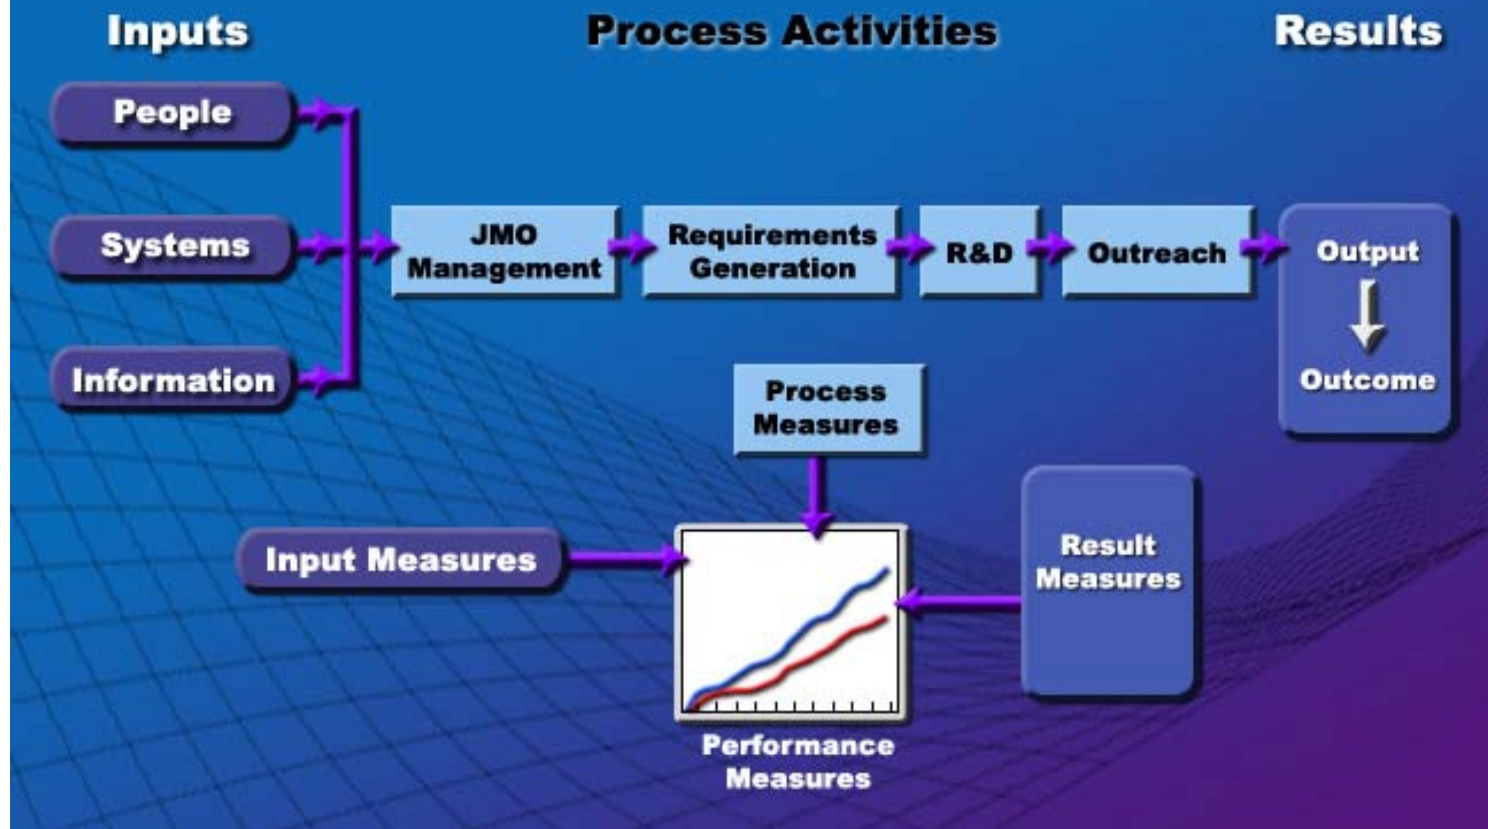 Inputs
Process Activities
Results
People
Systems
Information
JMO
Management
Requirements
Generation
R&D
Outreach
Output
Outcome
Process
Measures
Input Measures
Result
Measures
Performance
Measures